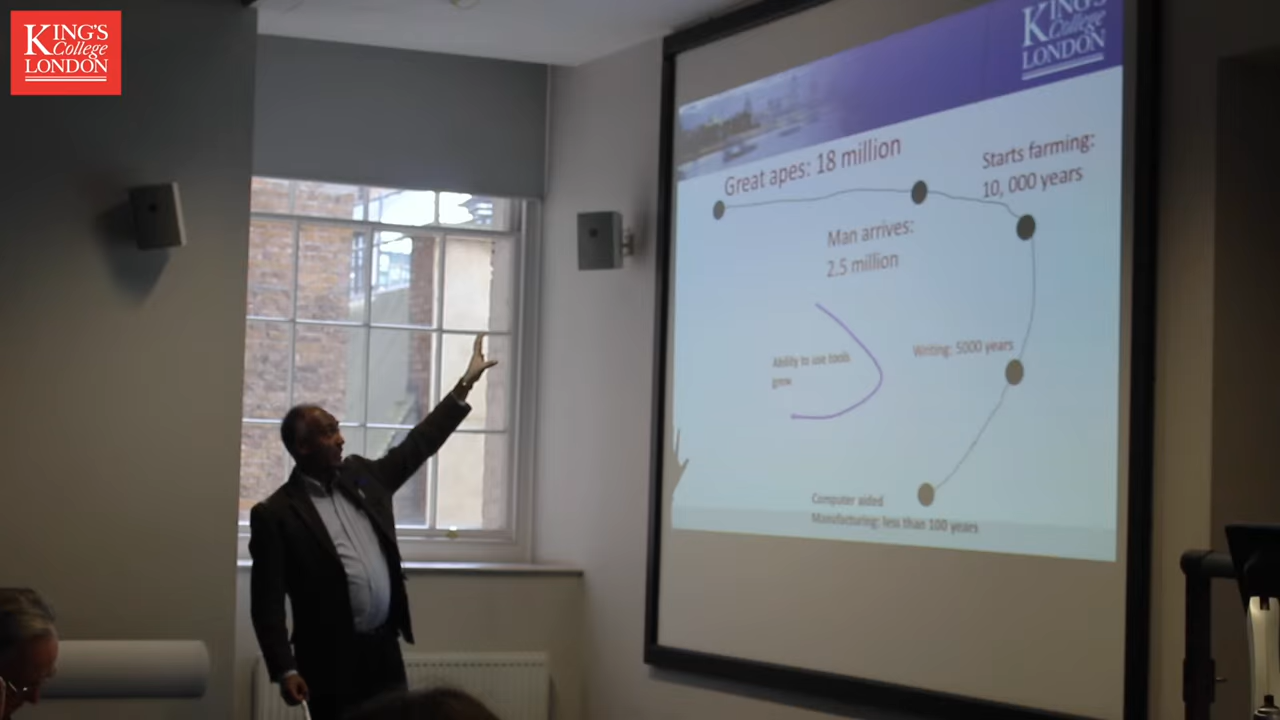 KING'S
College
LONDON
KING'S
College
LONDON
Great apes: 18 million
Starts farming:
10, 000 years
Man arrives:
2.5 million
Ability to use tools
grew
Writing: 5000 years
Computer aided
Manufacturing: less than 100 years